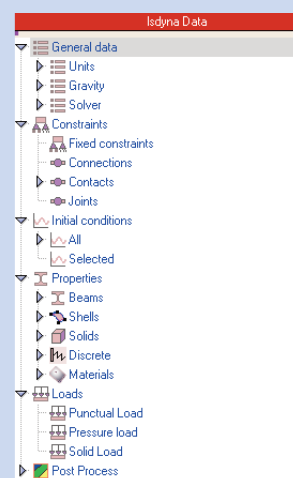 lsdyna Data
General data
Units
Gravity
Solver
Constraints
Fixed constraints
Connections
Contacts
Joints
Initial conditions
All
Selected
Properties
Beams
Shells
Solids
Discrete
Materials
Loads
Punctual Load
Pressure load
Solid Load
Post Process